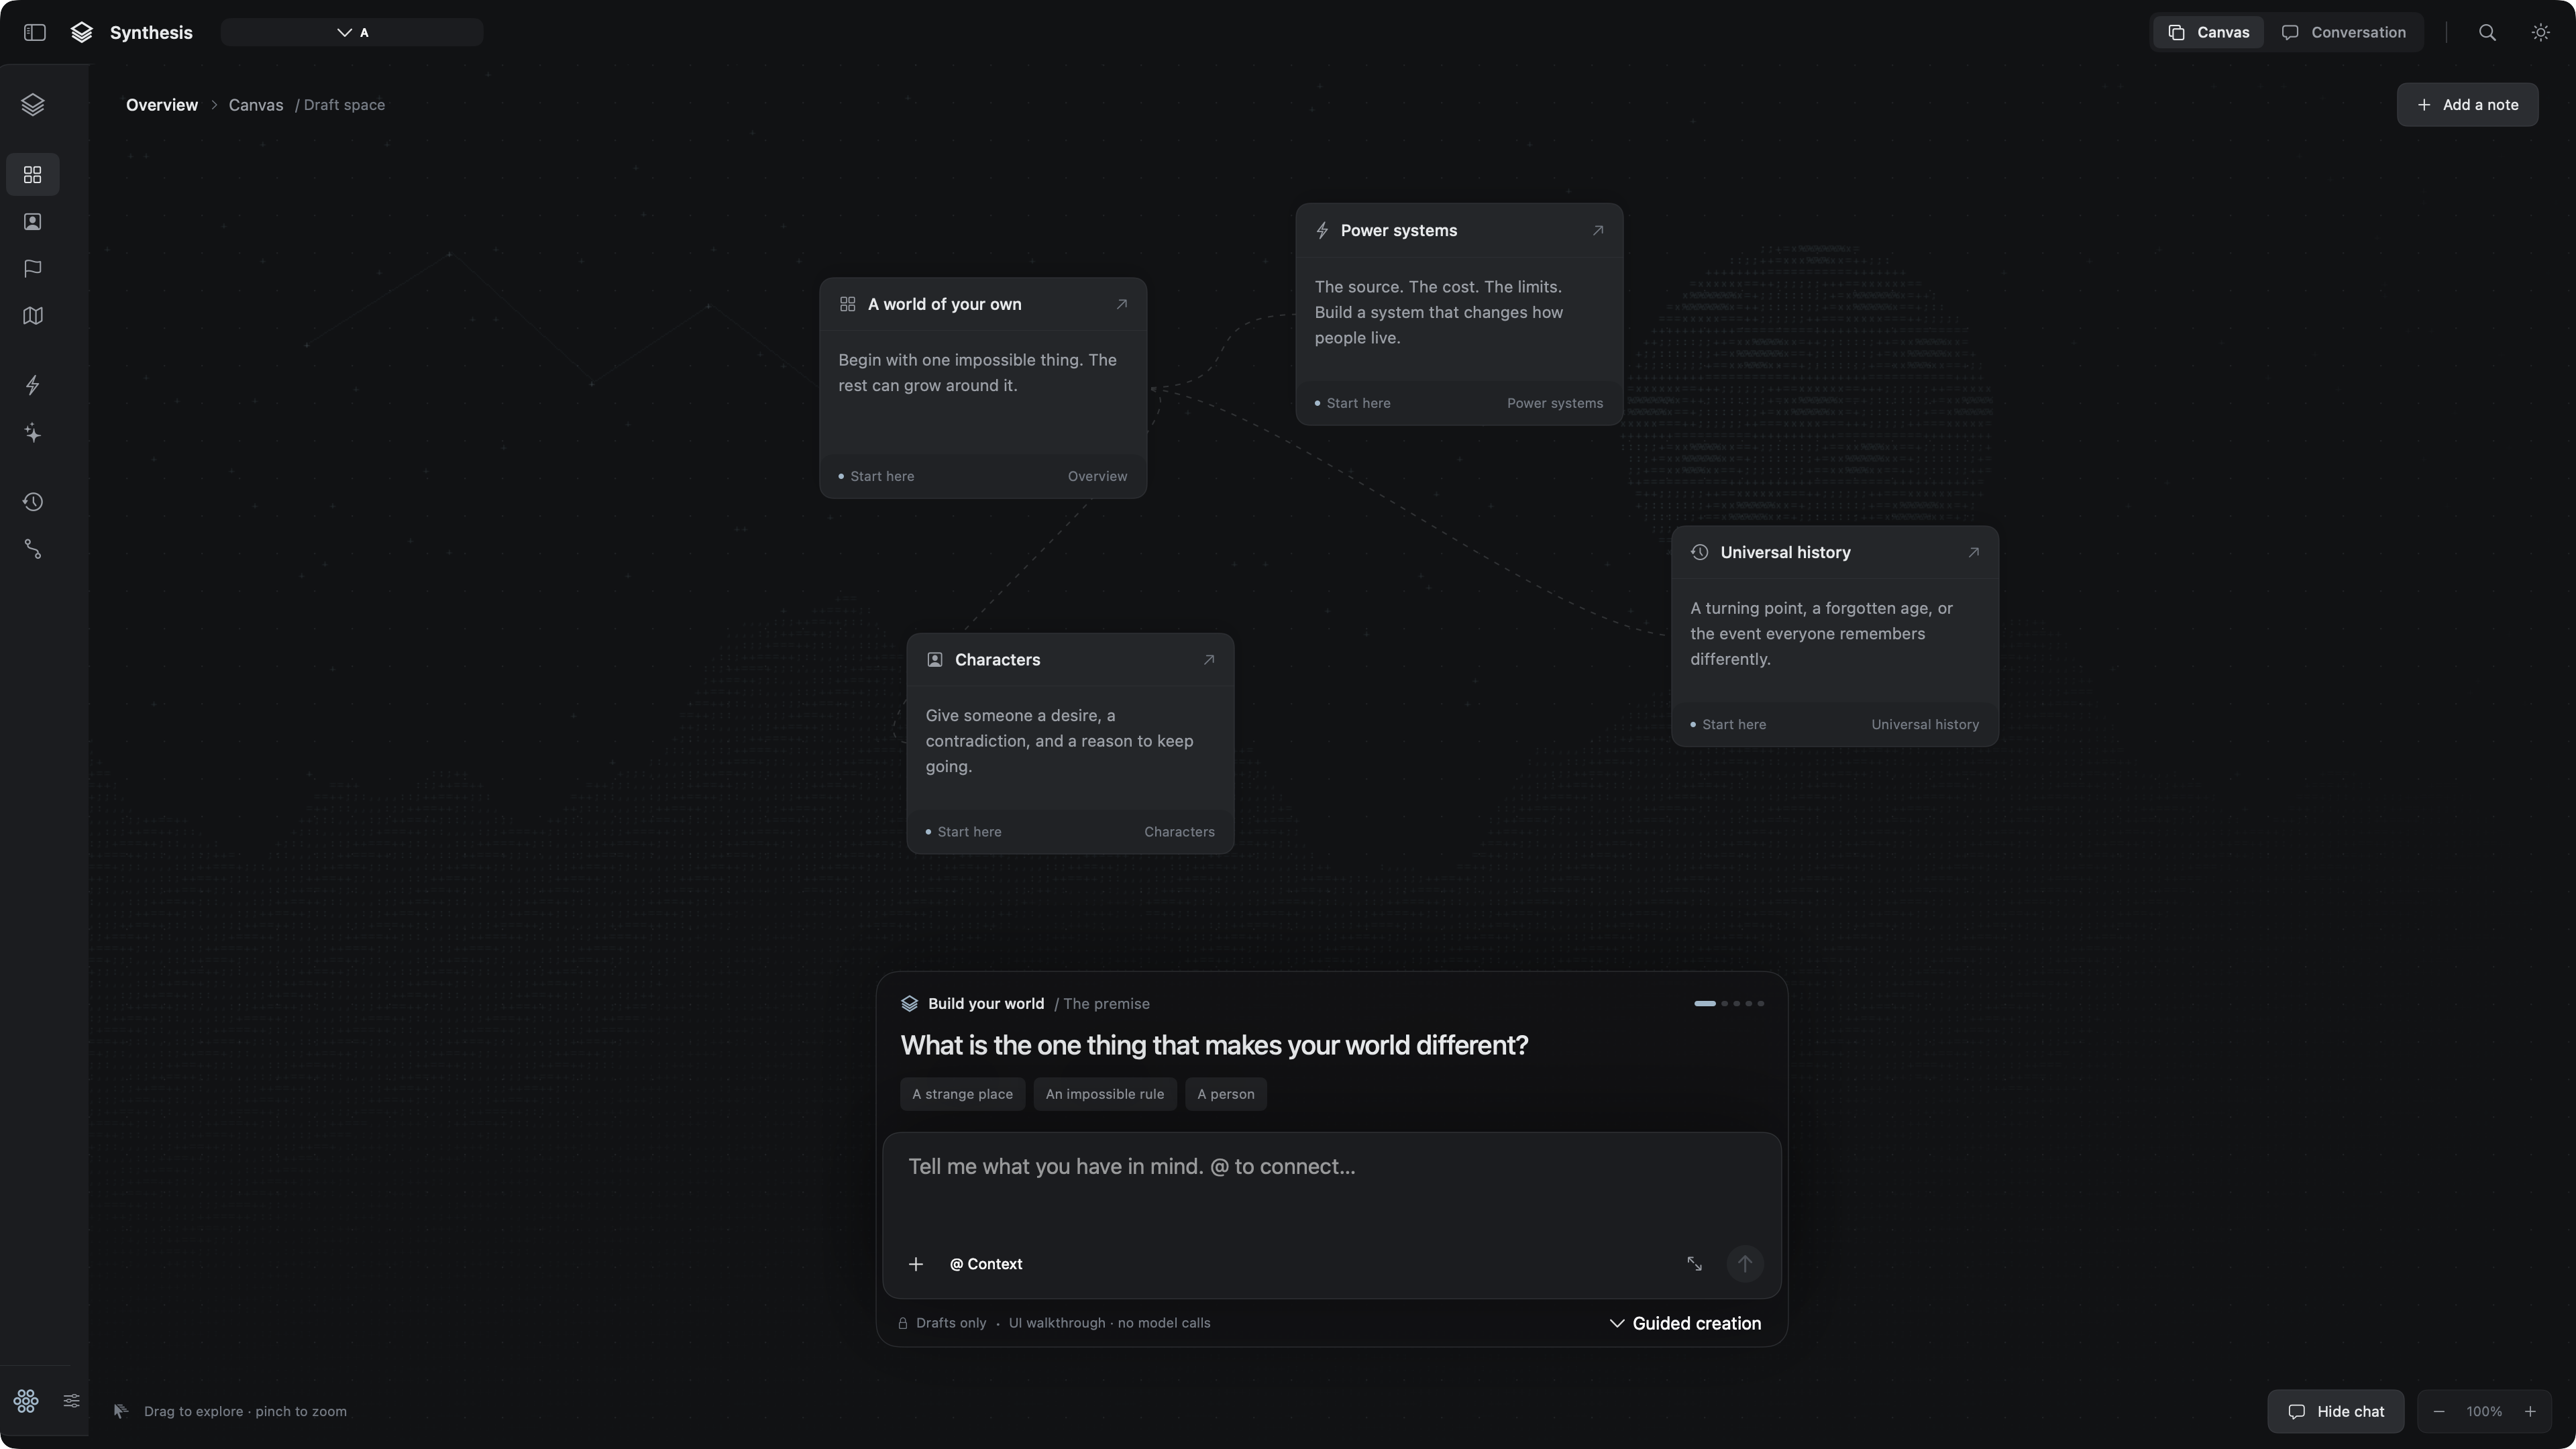 Synthesis
A
Canvas
Conversation
Overview > Canvas / Draft space
+ Add a note
Power systems
The source. The cost. The limits.
Build a system that changes how
people live.
Start here
Power systems
A world of your own
Begin with one impossible thing. The
rest can grow around it.
Start here
Overview
Universal history
A turning point, a forgotten age, or
the event everyone remembers
differently.
Start here
Universal history
Characters
Give someone a desire, a
contradiction, and a reason to keep
going.
Start here
Characters
Build your world / The premise
What is the one thing that makes your world different?
A strange place
An impossible rule
A person
Tell me what you have in mind. @ to connect...
@ Context
Drafts only · UI walkthrough · no model calls
Guided creation
Drag to explore · pinch to zoom
Hide chat
100%